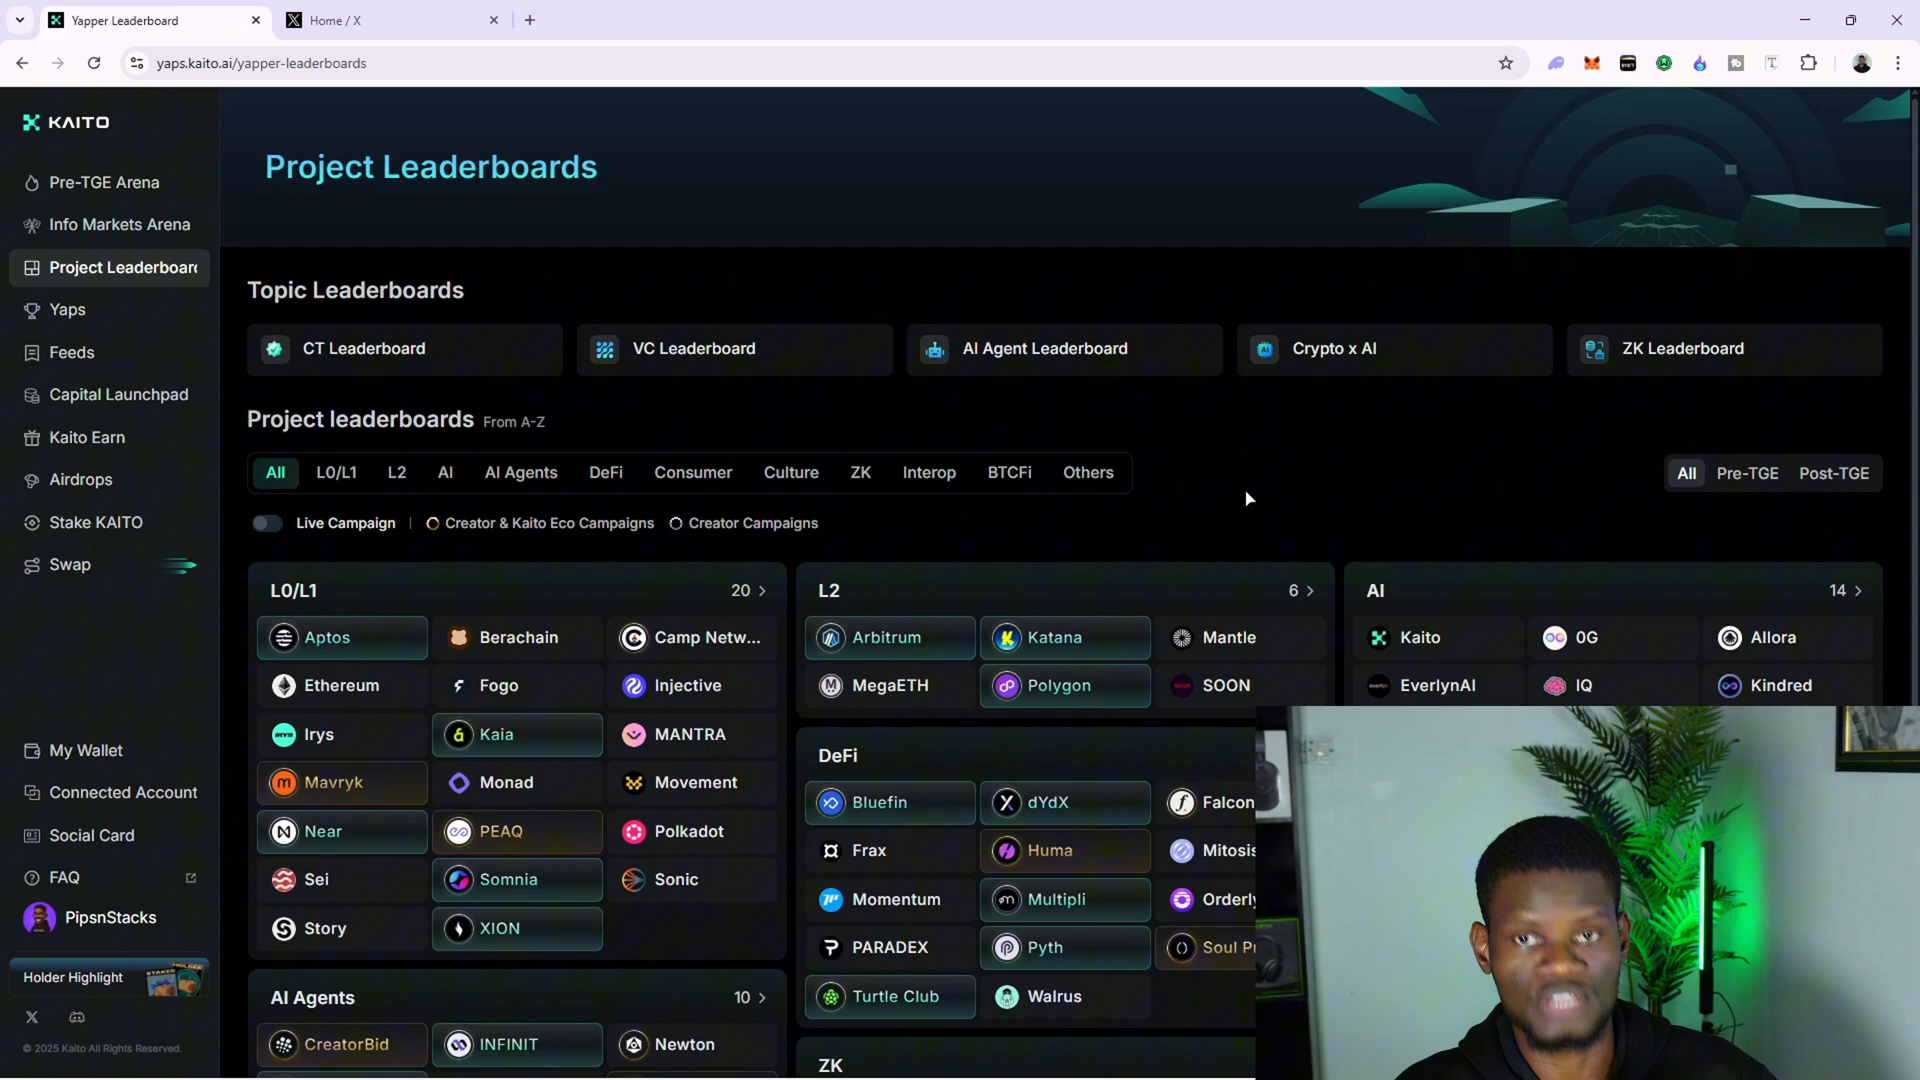 Yapper Leaderboard
Home / X
yaps.kaito.ai/yapper-leaderboards
KAITO
Pre-TGE Arena
Info Markets Arena
Project Leaderboar
Yaps
Feeds
Capital Launchpad
Kaito Earn
Airdrops
Stake KAITO
Swap
My Wallet
Connected Account
Social Card
FAQ
PipsnStacks
Holder Highlight
© 2025 Kaito All Rights Reserved.
Project Leaderboards
Topic Leaderboards
CT Leaderboard VC Leaderboard AI Agent Leaderboard Crypto x AI ZK Leaderboard
Project leaderboards From A-Z
All L0/L1 L2 AI AI Agents DeFi Consumer Culture ZK Interop BTCFi Others All Pre-TGE Post-TGE
Live Campaign | Creator & Kaito Eco Campaigns Creator Campaigns
L0/L1 20
Aptos Berachain Camp Netw...
Ethereum Fogo Injective
Irys Kaia MANTRA
Mavryk Monad Movement
Near PEAQ Polkadot
Sei Somnia Sonic
Story XION
AI Agents 10
CreatorBid INFINIT Newton
L2 6
Arbitrum Katana Mantle
MegaETH Polygon SOON
DeFi
Bluefin dYdX Falcon
Frax Huma Mitosis
Momentum Multipli Orderly
PARADEX Pyth Soul Pr
Turtle Club Walrus
ZK
AI 14
Kaito 0G Allora
EverlynAI IQ Kindred